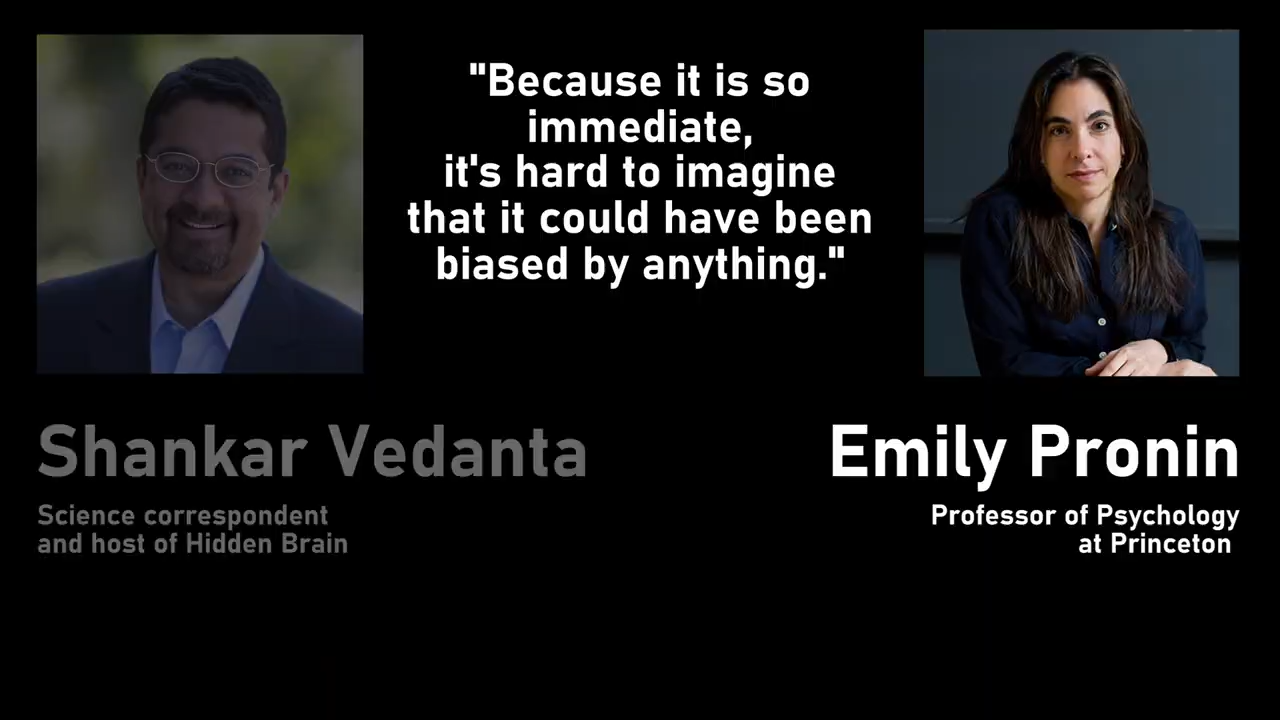 "Because it is so
immediate,
it's hard to imagine
that it could have been
biased by anything."
Shankar Vedanta
Science correspondent
and host of Hidden Brain
Emily Pronin
Professor of Psychology
at Princeton